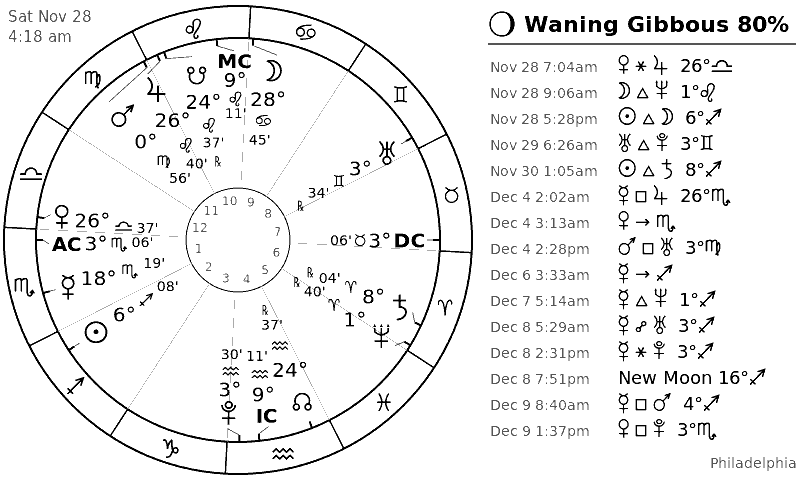 Sat Nov 28
4:18 am
♌ ♋
♍ ♊
♎ ♉
♏ ♈
♐ ♓
♑ ♒
MC 9° ♌ 11'
☽ 28° ♋ 45'
☋ 24° ♌ 37' ℞
♃ 26° ♌ 40'
♂ 0° ♍ 56'
♅ 3° ♊ 34' ℞
♀ 26° ♎ 37'
AC 3° ♏ 06'
06' ♉ 3° DC
☿ 18° ♏ 19'
☉ 6° ♐ 08'
♄ 8° ♈ 04' ℞
♆ 1° ♈ 40' ℞
♇ 3° ♒ 30'
IC 9° ♒ 11'
☊ 24° ♒ 37' ℞
10 9
11 8
12 7
1 6
2 5
3 4
Waning Gibbous 80%
Nov 28 7:04am ♀ ⚹ ♃ 26°♎
Nov 28 9:06am ☽ △ ♆ 1°♌
Nov 28 5:28pm ☉ △ ☽ 6°♐
Nov 29 6:26am ♅ △ ♇ 3°♊
Nov 30 1:05am ☉ △ ♄ 8°♐
Dec 4 2:02am ☿ □ ♃ 26°♏
Dec 4 3:13am ♀ → ♏
Dec 4 2:28pm ♂ □ ♅ 3°♍
Dec 6 3:33am ☿ → ♐
Dec 7 5:14am ☿ △ ♆ 1°♐
Dec 8 5:29am ☿ ☍ ♅ 3°♐
Dec 8 2:31pm ☿ ⚹ ♇ 3°♐
Dec 8 7:51pm New Moon 16°♐
Dec 9 8:40am ☿ □ ♂ 4°♐
Dec 9 1:37pm ♀ □ ♇ 3°♏
Philadelphia